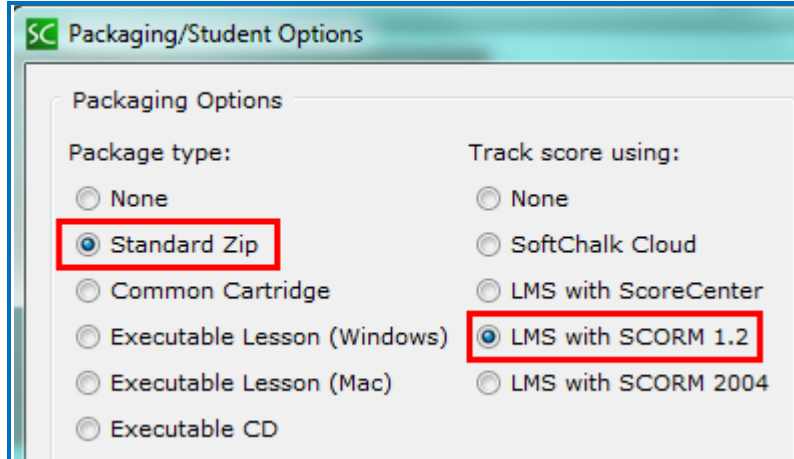 SC Packaging/Student Options
Packaging Options
Package type:
None
Standard Zip
Common Cartridge
Executable Lesson (Windows)
Executable Lesson (Mac)
Executable CD
Track score using:
None
SoftChalk Cloud
LMS with ScoreCenter
LMS with SCORM 1.2
LMS with SCORM 2004